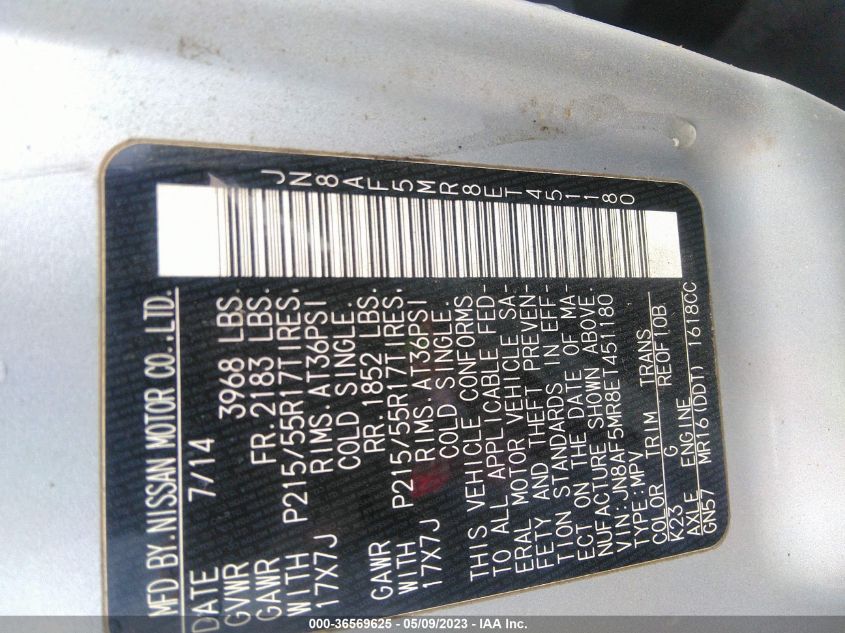 JN8AF5MR8ET451180
MFD BY.NISSAN MOTOR CO.,LTD.
DATE 7/14
GVWR 3968 LBS.
GAWR FR.2183 LBS.
WITH P215/55R17TIRES.
17X7J RIMS.AT36PSI
COLD SINGLE.
GAWR RR.1852 LBS.
WITH P215/55R17TIRES.
17X7J RIMS.AT36PSI
COLD SINGLE.
THIS VEHICLE CONFORMS
TO ALL APPLICABLE FED-
ERAL MOTOR VEHICLE SA-
FETY AND THEFT PREVEN-
TION STANDARDS IN EFF-
ECT ON THE DATE OF MA-
NUFACTURE SHOWN ABOVE.
VIN:JN8AF5MR8ET451180
TYPE:MPV
COLOR TRIM TRANS
K23 G RE0F10B
AXLE ENGINE
GN57 MR16(DDT) 1618CC
000-36569625 - 05/09/2023 - IAA Inc.